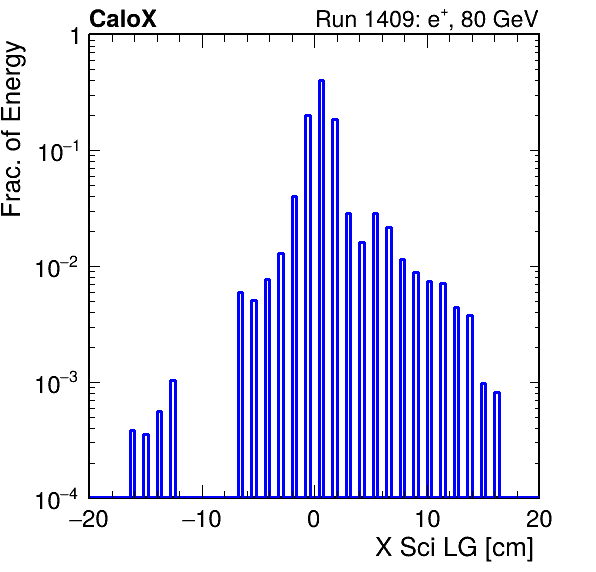 CaloX Run 1409: e⁺, 80 GeV
Frac. of Energy
1
10⁻¹
10⁻²
10⁻³
10⁻⁴
−20 −10 0 10 20
X Sci LG [cm]